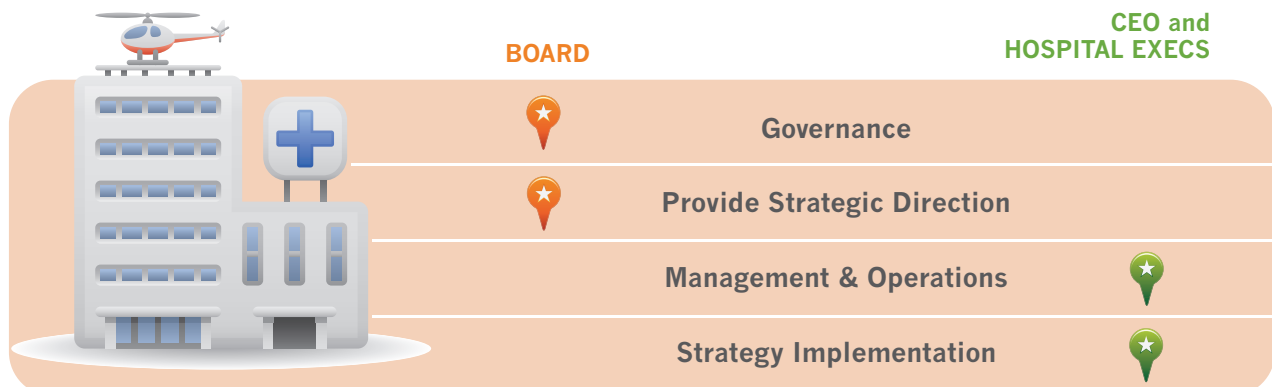 BOARD
CEO and
HOSPITAL EXECS
Governance
Provide Strategic Direction
Management & Operations
Strategy Implementation